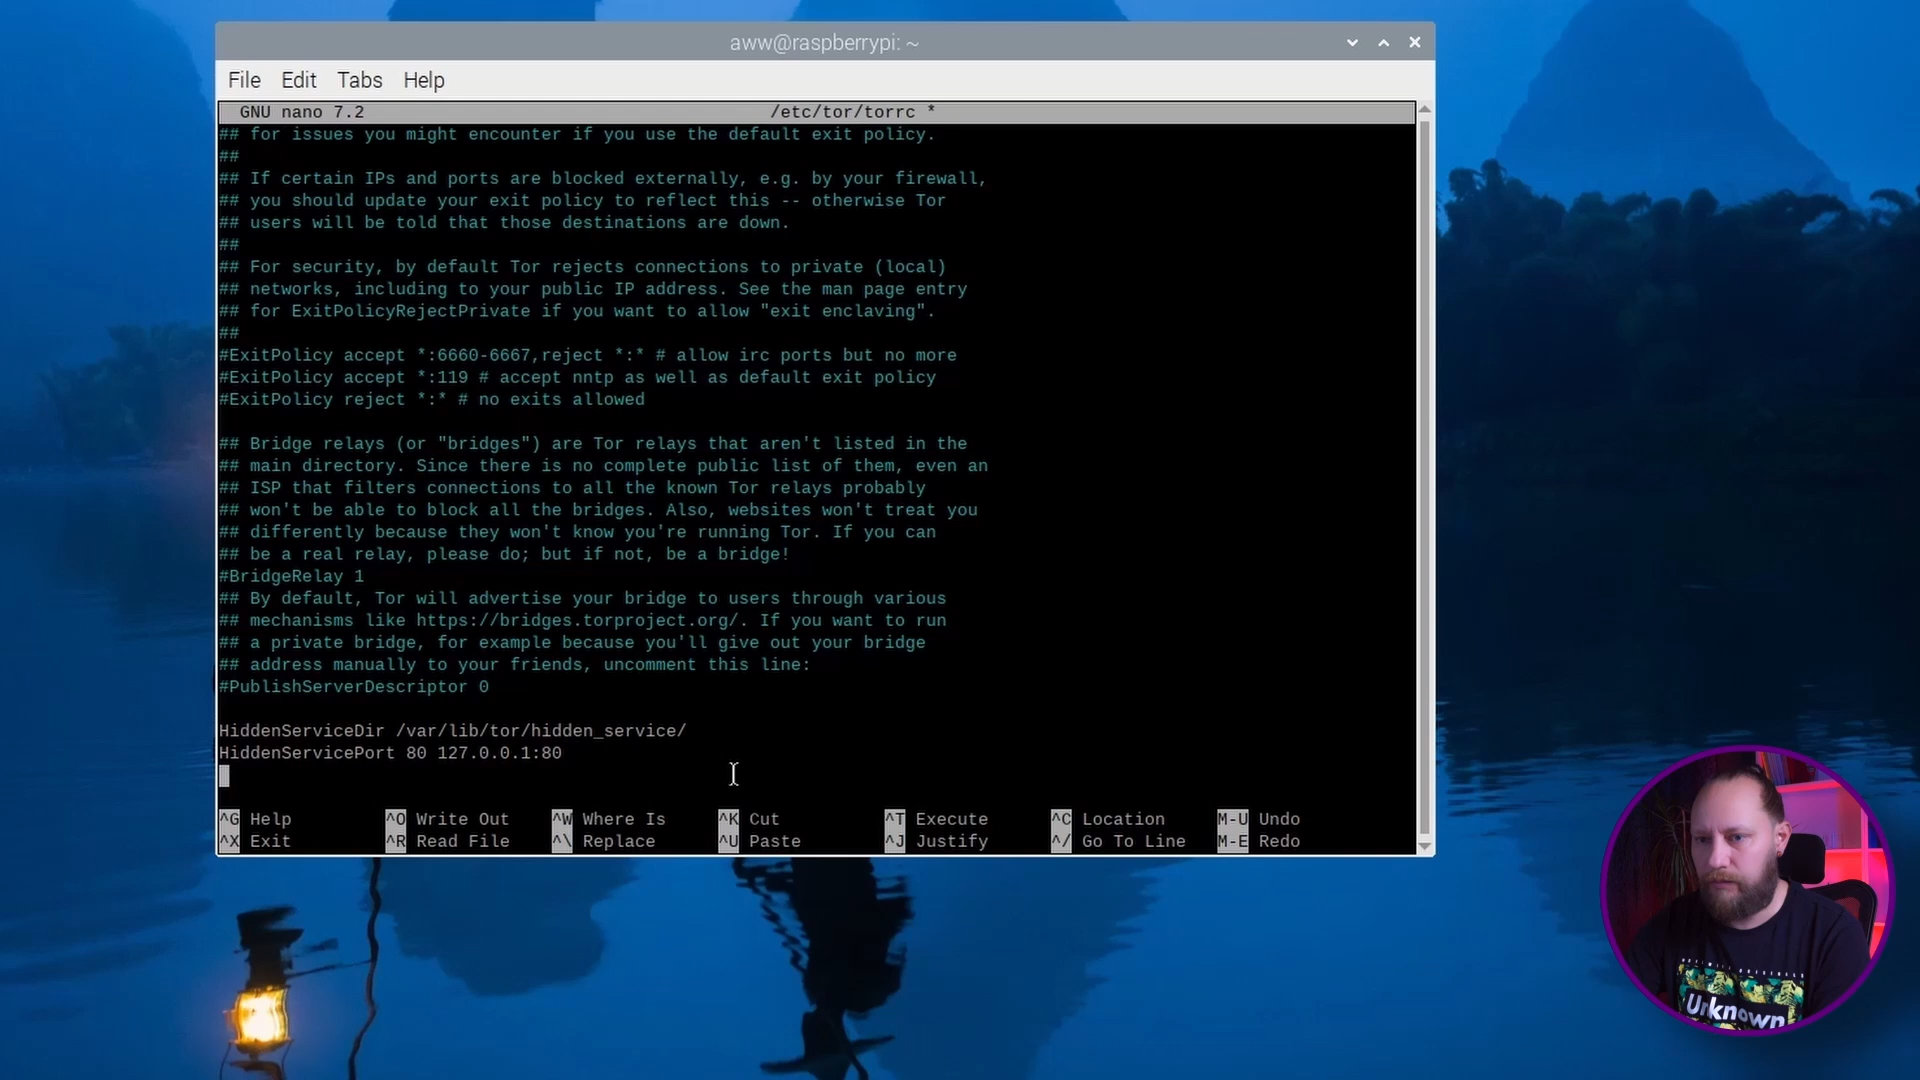 aww@raspberrypi: ~
File Edit Tabs Help
GNU nano 7.2 /etc/tor/torrc *
## for issues you might encounter if you use the default exit policy.
##
## If certain IPs and ports are blocked externally, e.g. by your firewall,
## you should update your exit policy to reflect this -- otherwise Tor
## users will be told that those destinations are down.
##
## For security, by default Tor rejects connections to private (local)
## networks, including to your public IP address. See the man page entry
## for ExitPolicyRejectPrivate if you want to allow "exit enclaving".
##
#ExitPolicy accept *:6660-6667,reject *:* # allow irc ports but no more
#ExitPolicy accept *:119 # accept nntp as well as default exit policy
#ExitPolicy reject *:* # no exits allowed
## Bridge relays (or "bridges") are Tor relays that aren't listed in the
## main directory. Since there is no complete public list of them, even an
## ISP that filters connections to all the known Tor relays probably
## won't be able to block all the bridges. Also, websites won't treat you
## differently because they won't know you're running Tor. If you can
## be a real relay, please do; but if not, be a bridge!
#BridgeRelay 1
## By default, Tor will advertise your bridge to users through various
## mechanisms like https://bridges.torproject.org/. If you want to run
## a private bridge, for example because you'll give out your bridge
## address manually to your friends, uncomment this line:
#PublishServerDescriptor 0
HiddenServiceDir /var/lib/tor/hidden_service/
HiddenServicePort 80 127.0.0.1:80
^G Help ^O Write Out ^W Where Is ^K Cut ^T Execute ^C Location M-U Undo
^X Exit ^R Read File ^\ Replace ^U Paste ^J Justify ^/ Go To Line M-E Redo
Unknown